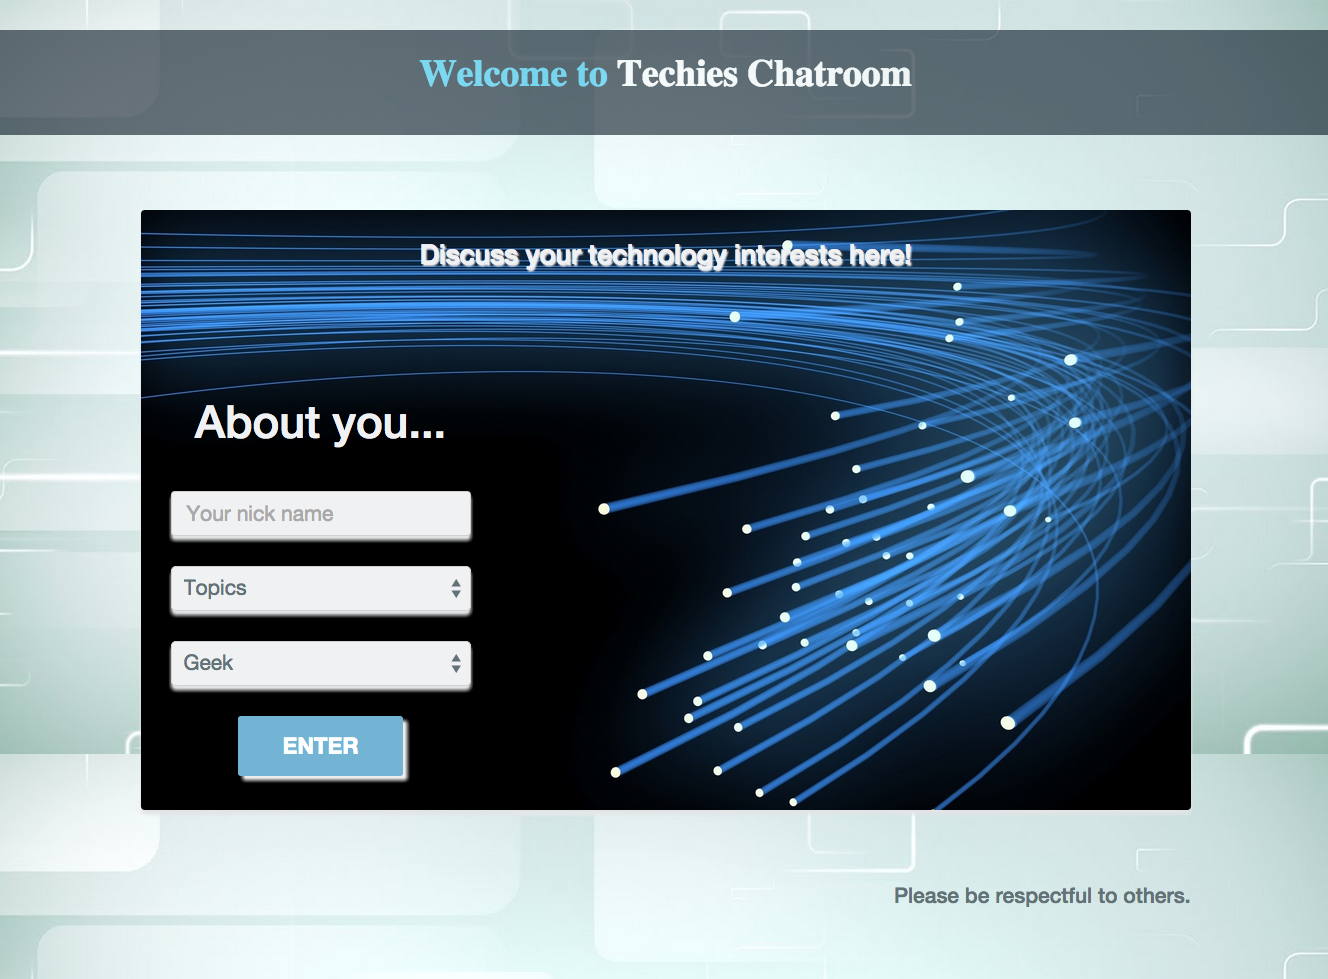 Welcome to Techies Chatroom
Discuss your technology interests here!
About you...
Your nick name
Topics
Geek
ENTER
Please be respectful to others.